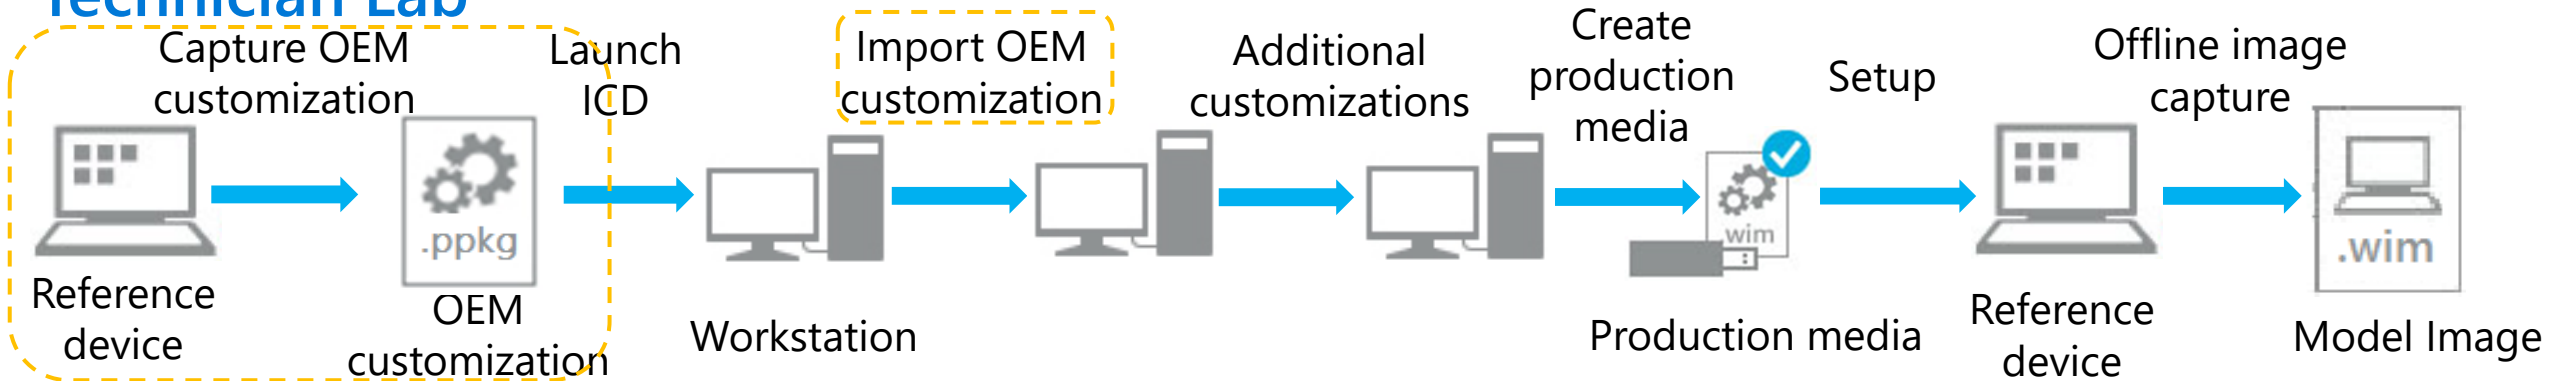 Technician Lab
Capture OEM
customization
Launch
ICD
Import OEM
customization
Additional
customizations
Create
production
media
Setup
Offline image
capture
.ppkg
.wim
.wim
Reference
device
OEM
customization
Workstation
Production media
Reference
device
Model Image